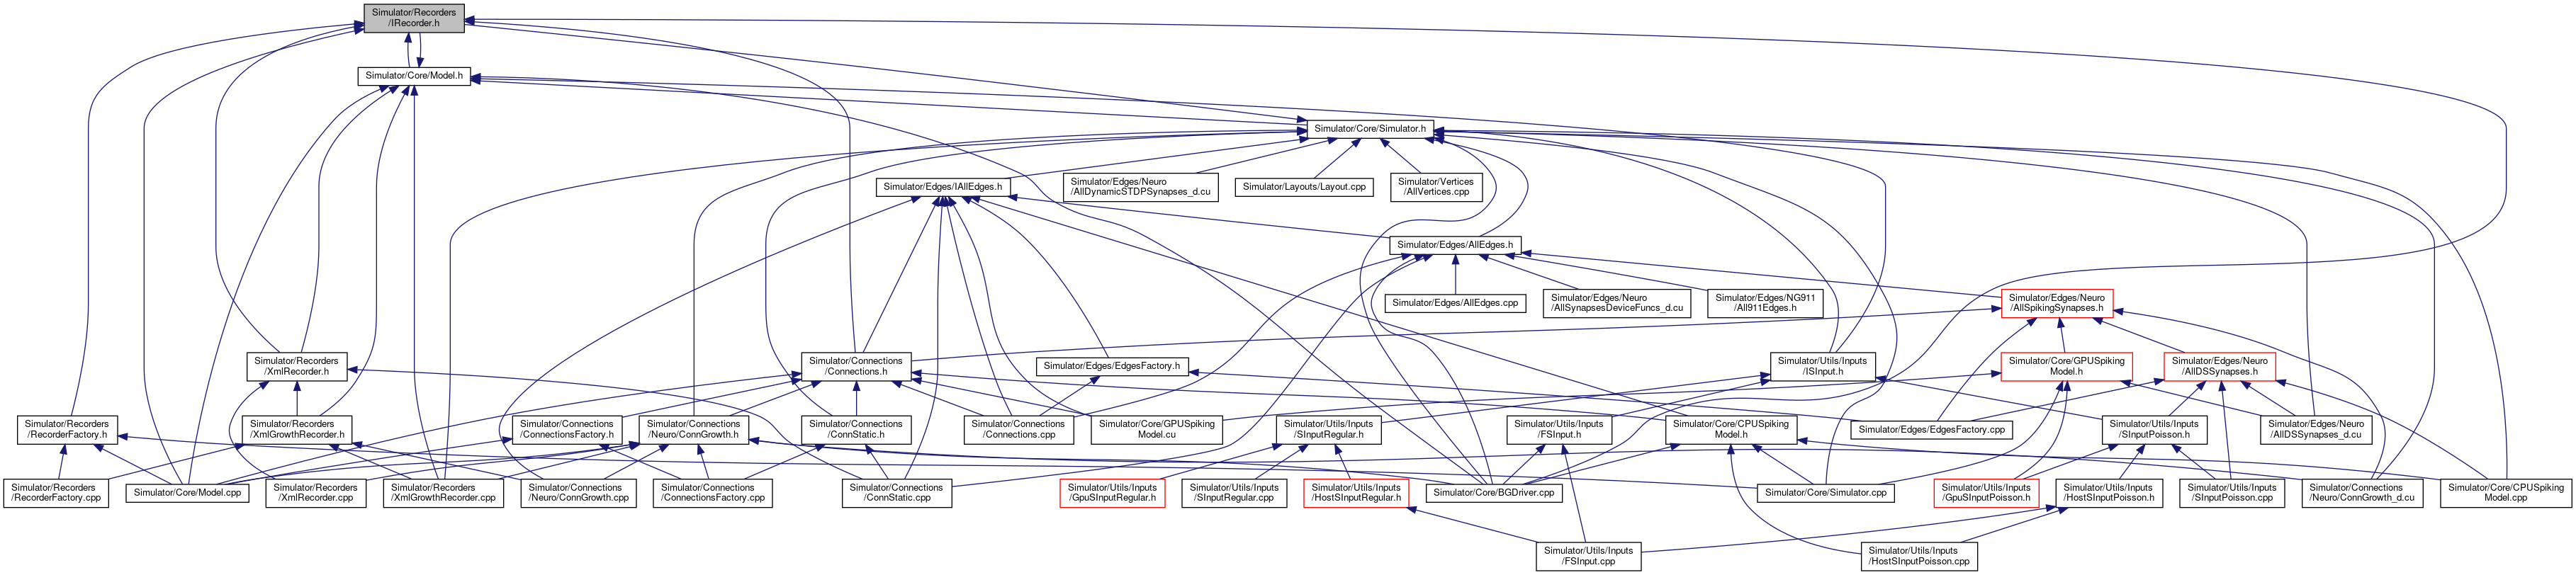 Simulator/Recorders
/IRecorder.h
Simulator/Core/Model.h
Simulator/Core/Simulator.h
Simulator/Edges/IAllEdges.h
Simulator/Edges/Neuro
/AllDynamicSTDPSynapses_d.cu
Simulator/Layouts/Layout.cpp
Simulator/Vertices
/AllVertices.cpp
Simulator/Edges/AllEdges.h
Simulator/Edges/AllEdges.cpp
Simulator/Edges/Neuro
/AllSynapsesDeviceFuncs_d.cu
Simulator/Edges/NG911
/All911Edges.h
Simulator/Edges/Neuro
/AllSpikingSynapses.h
Simulator/Recorders
/XmlRecorder.h
Simulator/Connections
/Connections.h
Simulator/Edges/EdgesFactory.h
Simulator/Utils/Inputs
/ISInput.h
Simulator/Core/GPUSpiking
Model.h
Simulator/Edges/Neuro
/AllDSSynapses.h
Simulator/Recorders
/RecorderFactory.h
Simulator/Recorders
/XmlGrowthRecorder.h
Simulator/Connections
/ConnectionsFactory.h
Simulator/Connections
/Neuro/ConnGrowth.h
Simulator/Connections
/ConnStatic.h
Simulator/Connections
/Connections.cpp
Simulator/Core/GPUSpiking
Model.cu
Simulator/Utils/Inputs
/SInputRegular.h
Simulator/Utils/Inputs
/FSInput.h
Simulator/Core/CPUSpiking
Model.h
Simulator/Edges/EdgesFactory.cpp
Simulator/Utils/Inputs
/SInputPoisson.h
Simulator/Edges/Neuro
/AllDSSynapses_d.cu
Simulator/Recorders
/RecorderFactory.cpp
Simulator/Core/Model.cpp
Simulator/Recorders
/XmlRecorder.cpp
Simulator/Recorders
/XmlGrowthRecorder.cpp
Simulator/Connections
/Neuro/ConnGrowth.cpp
Simulator/Connections
/ConnectionsFactory.cpp
Simulator/Connections
/ConnStatic.cpp
Simulator/Utils/Inputs
/GpuSInputRegular.h
Simulator/Utils/Inputs
/SInputRegular.cpp
Simulator/Utils/Inputs
/HostSInputRegular.h
Simulator/Core/BGDriver.cpp
Simulator/Core/Simulator.cpp
Simulator/Utils/Inputs
/GpuSInputPoisson.h
Simulator/Utils/Inputs
/HostSInputPoisson.h
Simulator/Utils/Inputs
/SInputPoisson.cpp
Simulator/Connections
/Neuro/ConnGrowth_d.cu
Simulator/Core/CPUSpiking
Model.cpp
Simulator/Utils/Inputs
/FSInput.cpp
Simulator/Utils/Inputs
/HostSInputPoisson.cpp